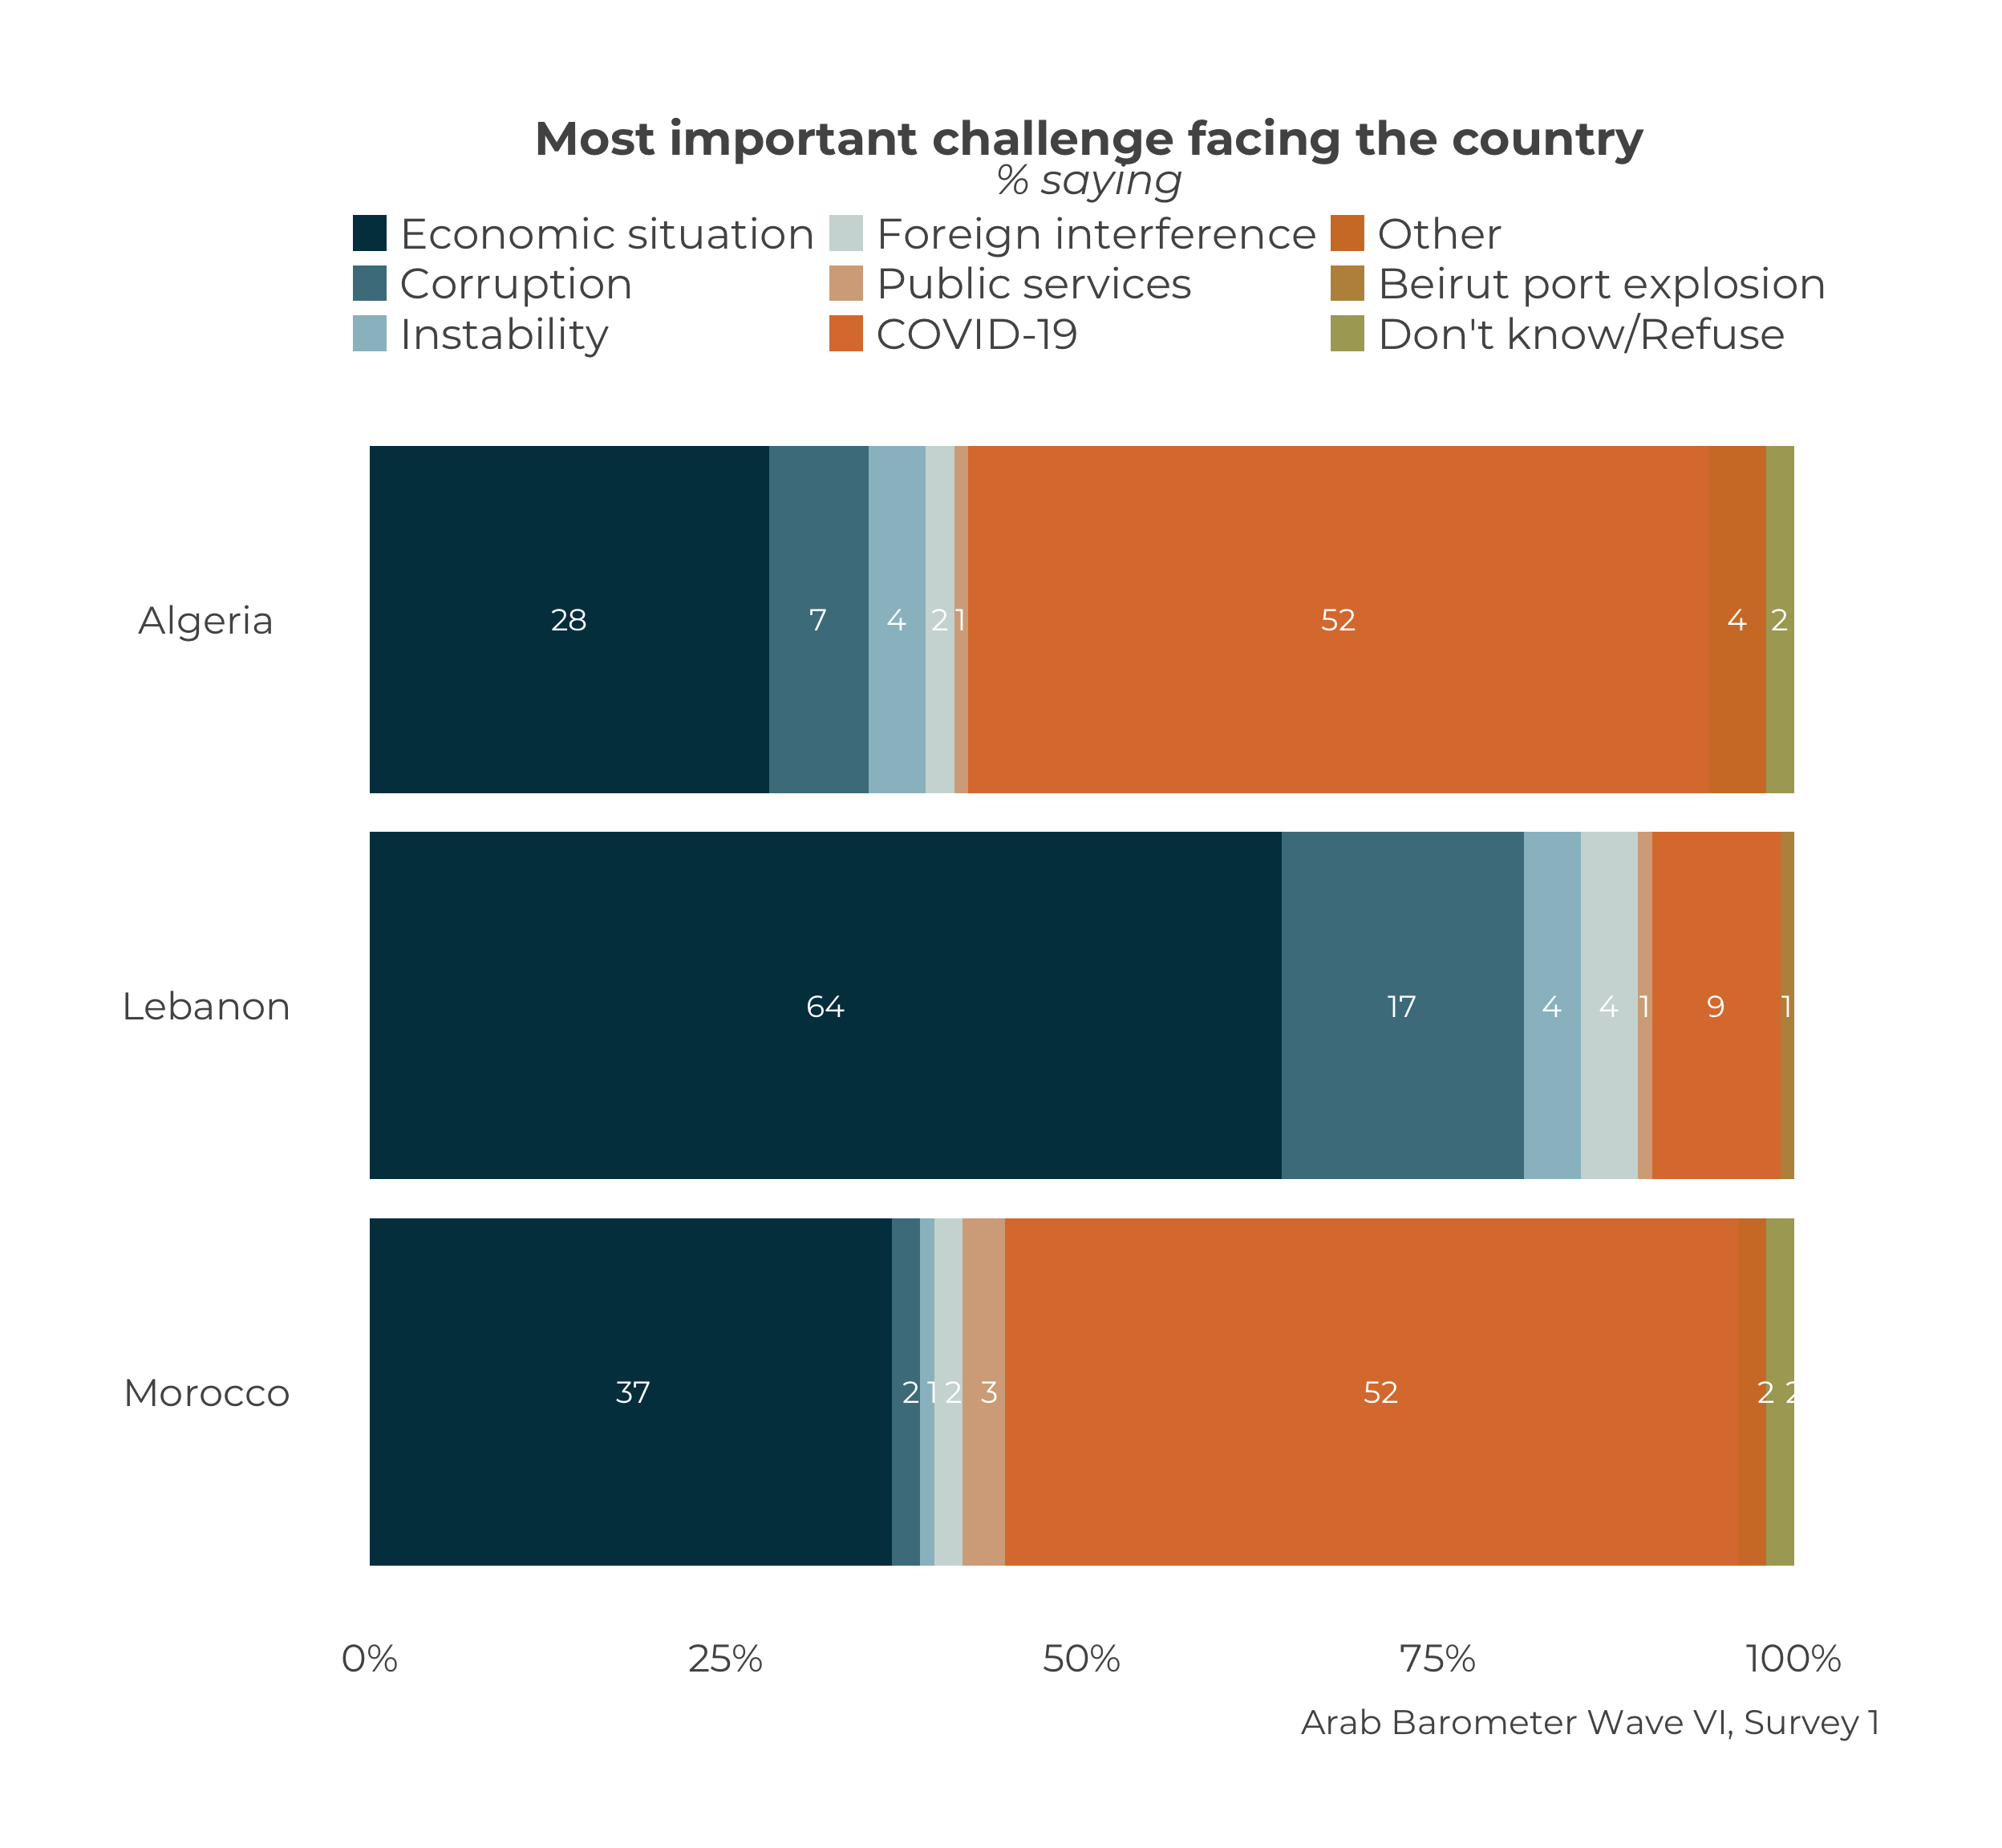 Most important challenge facing the country
% saying
Economic situation Foreign interference Other
Corruption Public services Beirut port explosion
Instability COVID-19 Don't know/Refuse
Algeria 28 7 4 2 1 52 4 2
Lebanon 64 17 4 4 1 9 1
Morocco 37 2 1 2 3 52 2 2
0% 25% 50% 75% 100%
Arab Barometer Wave VI, Survey 1